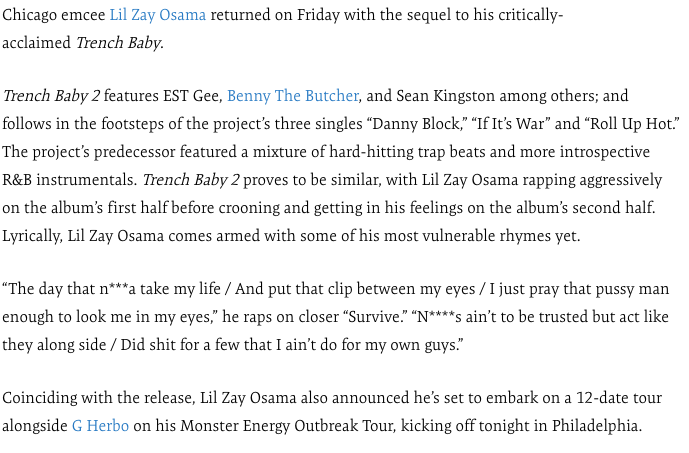 Chicago emcee Lil Zay Osama returned on Friday with the sequel to his critically-
acclaimed Trench Baby.
Trench Baby 2 features EST Gee, Benny The Butcher, and Sean Kingston among others; and
follows in the footsteps of the project’s three singles “Danny Block,” “If It’s War” and “Roll Up Hot.”
The project’s predecessor featured a mixture of hard-hitting trap beats and more introspective
R&B instrumentals. Trench Baby 2 proves to be similar, with Lil Zay Osama rapping aggressively
on the album’s first half before crooning and getting in his feelings on the album’s second half.
Lyrically, Lil Zay Osama comes armed with some of his most vulnerable rhymes yet.
“The day that n***a take my life / And put that clip between my eyes / I just pray that pussy man
enough to look me in my eyes,” he raps on closer “Survive.” “N****s ain’t to be trusted but act like
they along side / Did shit for a few that I ain’t do for my own guys.”
Coinciding with the release, Lil Zay Osama also announced he’s set to embark on a 12-date tour
alongside G Herbo on his Monster Energy Outbreak Tour, kicking off tonight in Philadelphia.